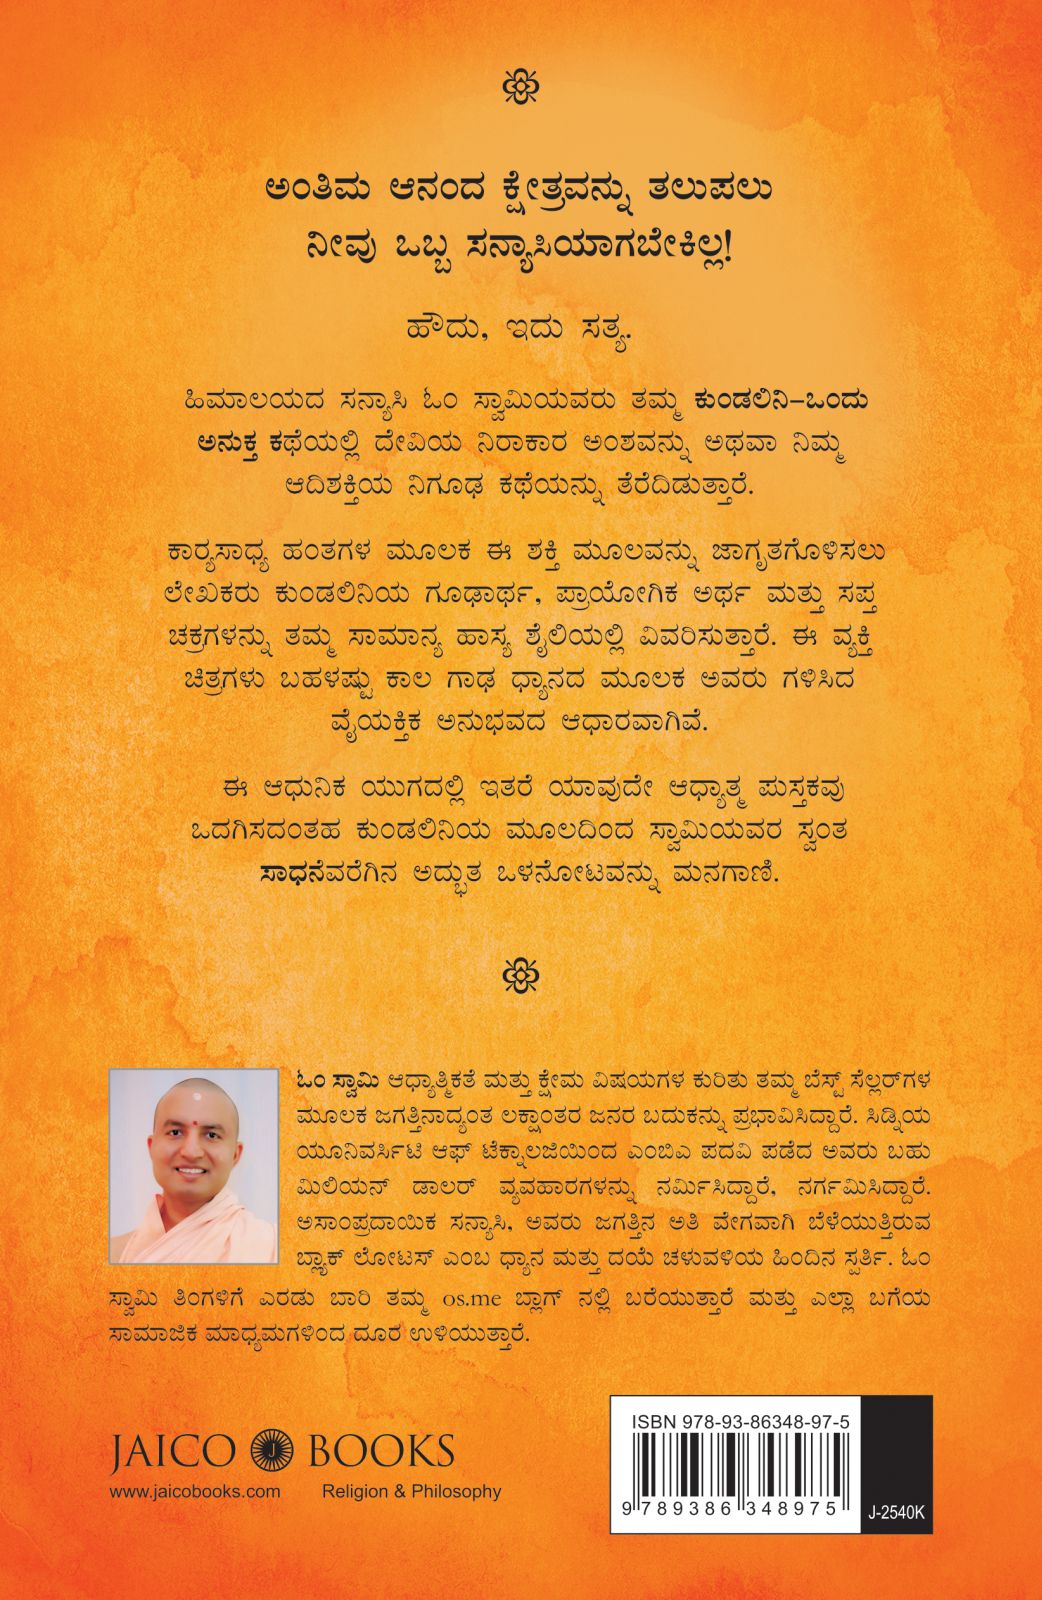 ಅಂತಿಮ ಆನಂದ ಕ್ಷೇತ್ರವನ್ನು ತಲುಪಲು
ನೀವು ಒಬ್ಬ ಸನ್ಯಾಸಿಯಾಗಬೇಕಿಲ್ಲ!
ಹೌದು, ಇದು ಸತ್ಯ.
ಹಿಮಾಲಯದ ಸನ್ಯಾಸಿ ಓಂ ಸ್ವಾಮಿಯವರು ತಮ್ಮ ಕುಂಡಲಿನಿ–ಒಂದು
ಅನುಕ್ತ ಕಥೆಯಲ್ಲಿ ದೇವಿಯ ನಿರಾಕಾರ ಅಂಶವನ್ನು ಅಥವಾ ನಿಮ್ಮ
ಆದಿಶಕ್ತಿಯ ನಿಗೂಢ ಕಥೆಯನ್ನು ತೆರೆದಿಡುತ್ತಾರೆ.
ಕಾರ‍್ಯಸಾಧ್ಯ ಹಂತಗಳ ಮೂಲಕ ಈ ಶಕ್ತಿ ಮೂಲವನ್ನು ಜಾಗೃತಗೊಳಿಸಲು
ಲೇಖಕರು ಕುಂಡಲಿನಿಯ ಗೂಢಾರ್ಥ, ಪ್ರಾಯೋಗಿಕ ಅರ್ಥ ಮತ್ತು ಸಪ್ತ
ಚಕ್ರಗಳನ್ನು ತಮ್ಮ ಸಾಮಾನ್ಯ ಹಾಸ್ಯ ಶೈಲಿಯಲ್ಲಿ ವಿವರಿಸುತ್ತಾರೆ. ಈ ವ್ಯಕ್ತಿ
ಚಿತ್ರಗಳು ಬಹಳಷ್ಟು ಕಾಲ ಗಾಢ ಧ್ಯಾನದ ಮೂಲಕ ಅವರು ಗಳಿಸಿದ
ವೈಯಕ್ತಿಕ ಅನುಭವದ ಆಧಾರವಾಗಿವೆ.
ಈ ಆಧುನಿಕ ಯುಗದಲ್ಲಿ ಇತರೆ ಯಾವುದೇ ಆಧ್ಯಾತ್ಮ ಪುಸ್ತಕವು
ಒದಗಿಸದಂತಹ ಕುಂಡಲಿನಿಯ ಮೂಲದಿಂದ ಸ್ವಾಮಿಯವರ ಸ್ವಂತ
ಸಾಧನೆವರೆಗಿನ ಅದ್ಭುತ ಒಳನೋಟವನ್ನು ಮನಗಾಣಿ.
ಓಂ ಸ್ವಾಮಿ ಆಧ್ಯಾತ್ಮಿಕತೆ ಮತ್ತು ಕ್ಷೇಮ ವಿಷಯಗಳ ಕುರಿತು ತಮ್ಮ ಬೆಸ್ಟ್ ಸೆಲ್ಲರ್‌ಗಳ
ಮೂಲಕ ಜಗತ್ತಿನಾದ್ಯಂತ ಲಕ್ಷಾಂತರ ಜನರ ಬದುಕನ್ನು ಪ್ರಭಾವಿಸಿದ್ದಾರೆ. ಸಿಡ್ನಿಯ
ಯೂನಿವರ್ಸಿಟಿ ಆಫ್ ಟೆಕ್ನಾಲಜಿಯಿಂದ ಎಂಬಿಎ ಪದವಿ ಪಡೆದ ಅವರು ಬಹು
ಮಿಲಿಯನ್ ಡಾಲರ್ ವ್ಯವಹಾರಗಳನ್ನು ನರ್ಮಿಸಿದ್ದಾರೆ, ನರ್ಗಮಿಸಿದ್ದಾರೆ.
ಅಸಾಂಪ್ರದಾಯಿಕ ಸನ್ಯಾಸಿ, ಅವರು ಜಗತ್ತಿನ ಅತಿ ವೇಗವಾಗಿ ಬೆಳೆಯುತ್ತಿರುವ
ಬ್ಲ್ಯಾಕ್ ಲೋಟಸ್ ಎಂಬ ಧ್ಯಾನ ಮತ್ತು ದಯೆ ಚಳುವಳಿಯ ಹಿಂದಿನ ಸ್ಪರ್ತಿ. ಓಂ
ಸ್ವಾಮಿ ತಿಂಗಳಿಗೆ ಎರಡು ಬಾರಿ ತಮ್ಮ os.me ಬ್ಲಾಗ್ ನಲ್ಲಿ ಬರೆಯುತ್ತಾರೆ ಮತ್ತು ಎಲ್ಲಾ ಬಗೆಯ
ಸಾಮಾಜಿಕ ಮಾಧ್ಯಮಗಳಿಂದ ದೂರ ಉಳಿಯುತ್ತಾರೆ.
JAICO J BOOKS
www.jaicobooks.com Religion & Philosophy
ISBN 978-93-86348-97-5
9 789386 348975
J-2540K